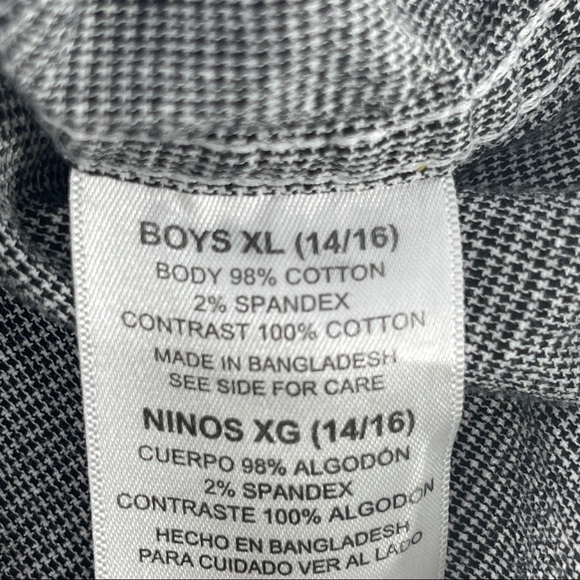 BOYS XL (14/16)
BODY 98% COTTON
2% SPANDEX
CONTRAST 100% COTTON
MADE IN BANGLADESH
SEE SIDE FOR CARE
NINOS XG (14/16)
CUERPO 98% ALGODÓN
2% SPANDEX
CONTRASTE 100% ALGODON
HECHO EN BANGLADESH
PARA CUIDADO VER AL LADO